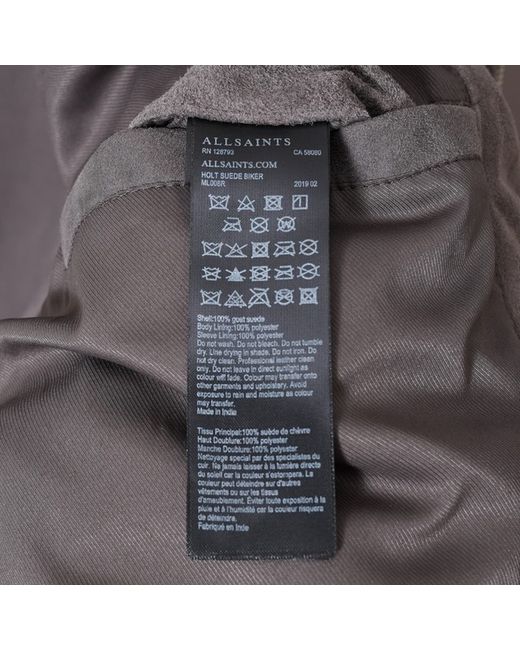 ALLSAINTS
RN 128793 CA 58089
ALLSAINTS.COM
HOLT SUEDE BIKER
ML008R 2019 02
Shell:100% goat suede
Body Lining:100% polyester
Sleeve Lining:100% polyester
Do not wash. Do not bleach. Do not tumble
dry. Line drying in shade. Do not iron. Do
not dry clean. Professional leather clean
only. Do not leave in direct sunlight as
colour will fade. Colour may transfer onto
other garments and upholstery. Avoid
exposure to rain and moisture as colour
may transfer.
Made in India
Tissu Principal:100% suède de chèvre
Haut Doublure:100% polyester
Manche Doublure:100% polyester
Nettoyage special par des specialistes du
cuir. Ne jamais laisser à la lumière directe
du soleil car la couleur s'estompera. La
couleur peut déteindre sur d'autres
vêtements ou sur les tissus
d'ameublement. Éviter toute exposition à la
pluie et à l'humidité car la couleur risquera
de déteindre.
Fabriqué en Inde